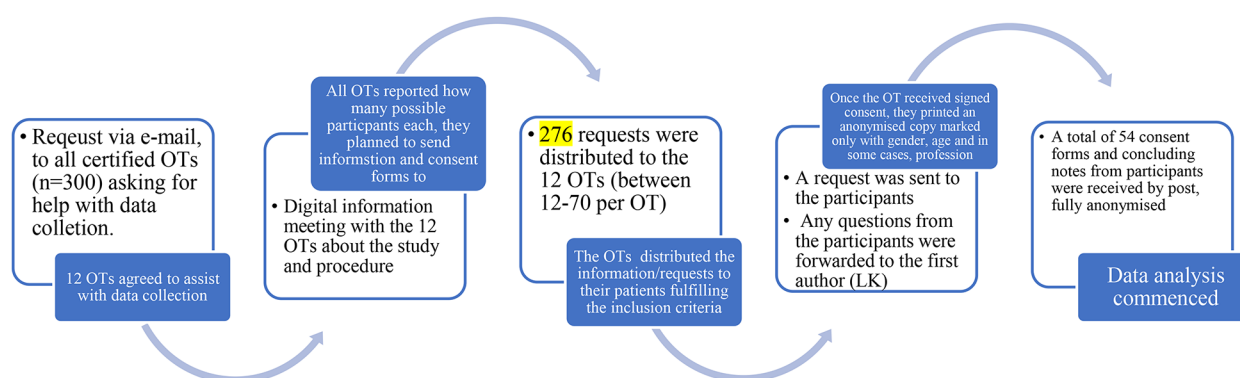 • Reqeust via e-mail,
to all certified OTs
(n=300) asking for
help with data
colletion.
12 OTs agreed to assist
with data collection
All OTs reported how
many possible
particpants each, they
planned to send
informstion and consent
forms to
• Digital information
meeting with the 12
OTs about the study
and procedure
• 276 requests were
distributed to the
12 OTs (between
12-70 per OT)
The OTs distributed the
information/requests to
their patients fulfilling
the inclusion criteria
Once the OT received signed
consent, they printed an
anonymised copy marked
only with gender, age and in
some cases, profession
• A request was sent to
the participants
• Any questions from
the participants were
forwarded to the first
author (LK)
• A total of 54 consent
forms and concluding
notes from participants
were received by post,
fully anonymised
Data analysis
commenced